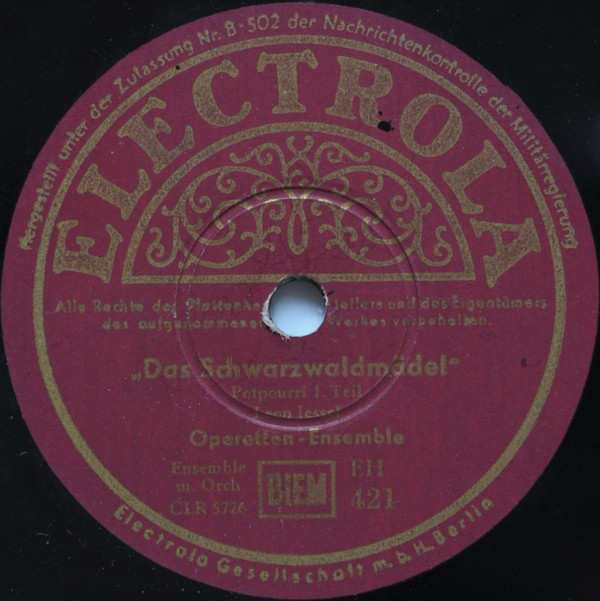 Hergestellt unter der Zulassung Nr. B-502 der Nachrichtenkontrolle der Militärregierung
ELECTROLA
Alle Rechte des und des Eigentümers
des aufgenommenen Werkes vorbehalten.
„Das Schwarzwaldmädel"
Potpourri 1. Teil
Leon Jessel
Operetten-Ensemble
Ensemble
m. Orch.
CLR 5726
BIEM
EH
421
Electrola Gesellschaft m.b.H. Berlin